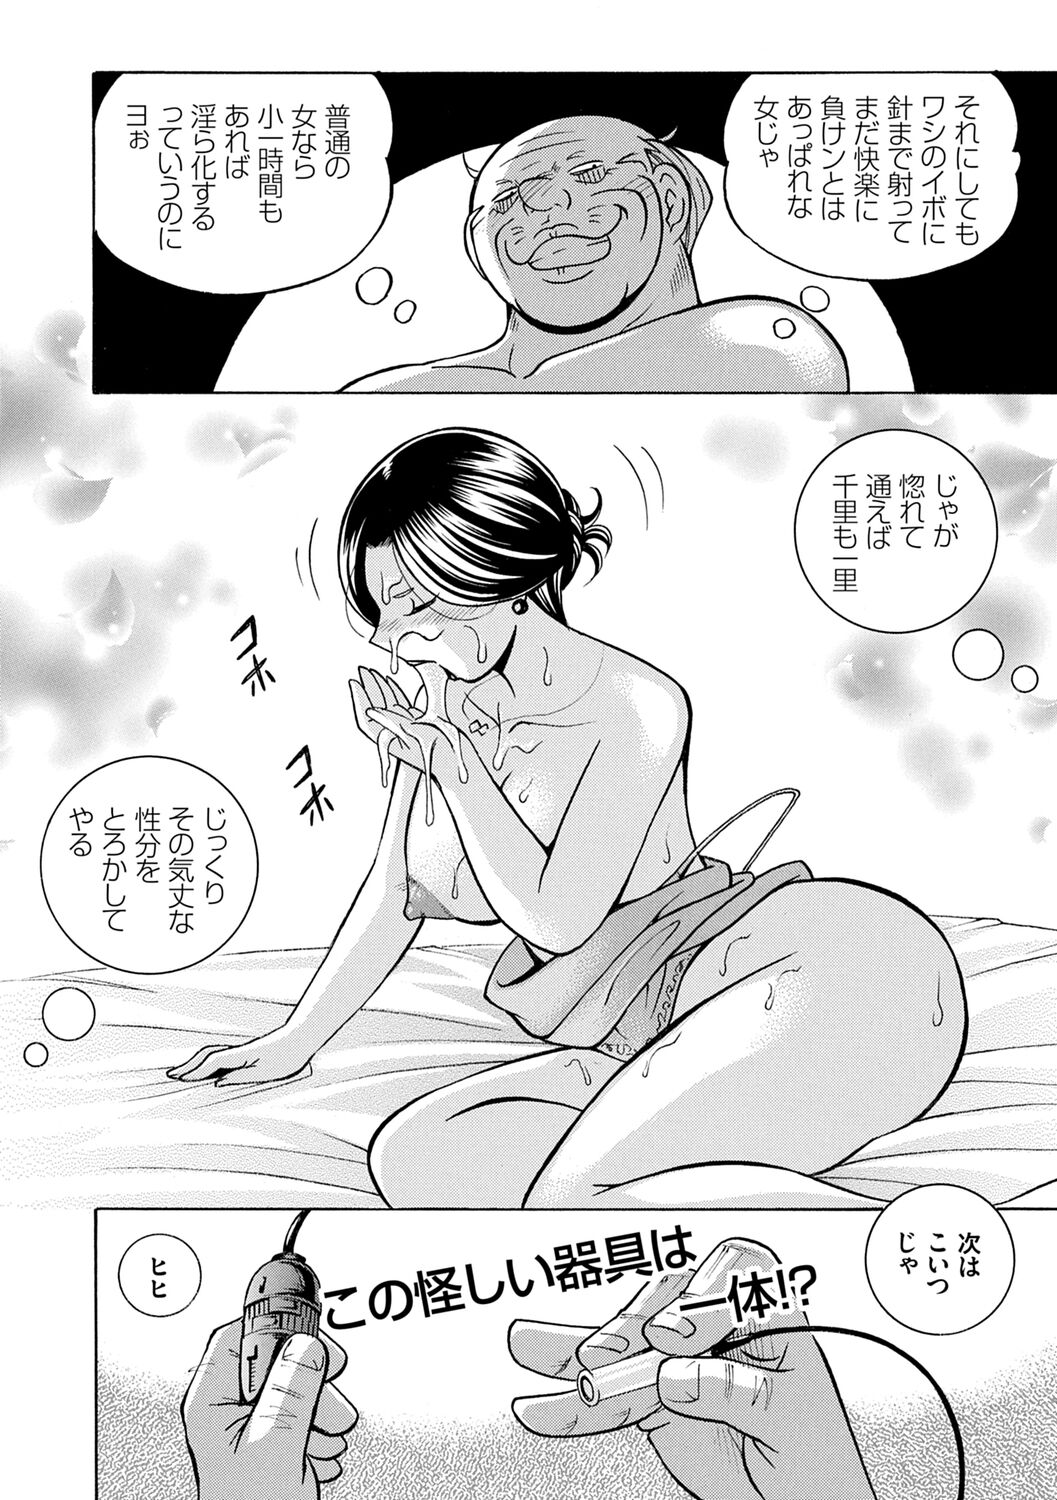 それにしても
ワシのイボに
針まで射って
まだ快楽に
負けンとは
あっぱれな
女じゃ
普通の
女なら
小一時間も
あれば
淫ら化する
っていうのに
ヨぉ
じゃが
惚れて
通えば
千里も一里
コホ
コホ
じっくり
その気丈な
性分を
とろかして
やる
次は
こいつ
じゃ
この怪しい器具は
一体!?
ヒヒ